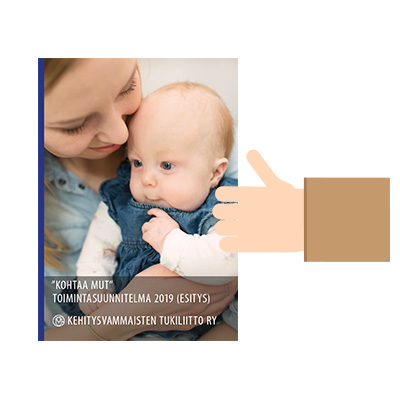 "KOHTAA MUT"
TOIMINTASUUNNITELMA 2019 (ESITYS)
KEHITYSVAMMAISTEN TUKILIITTO RY